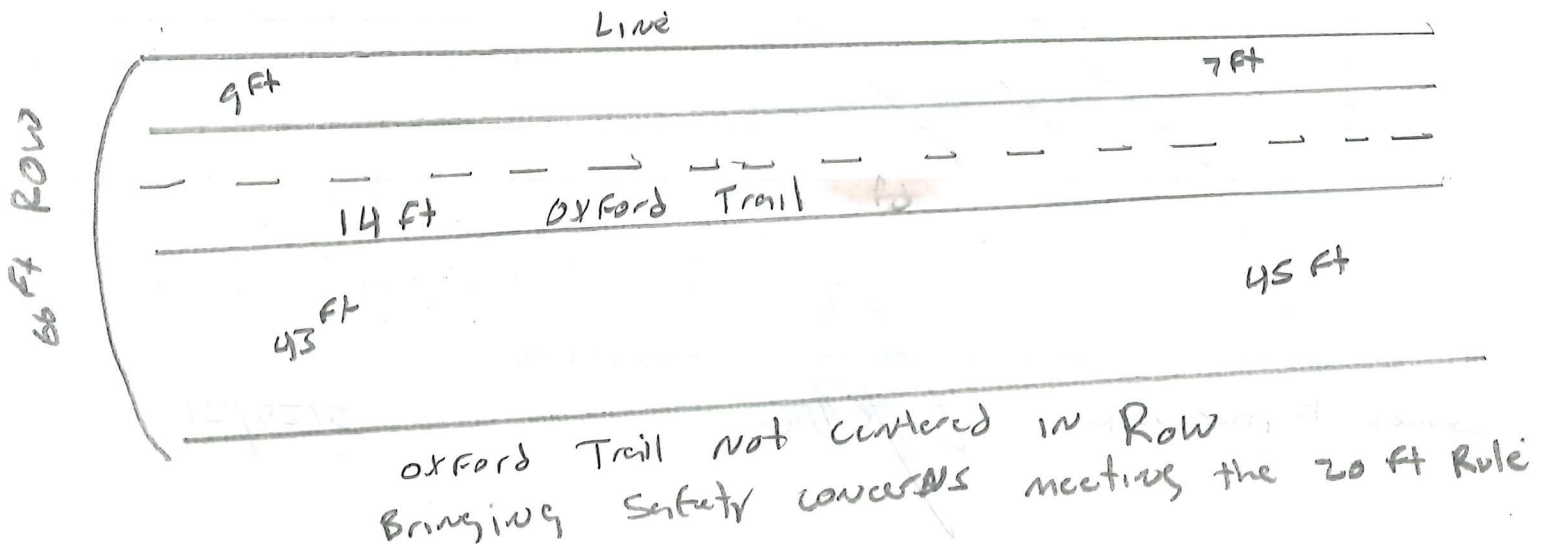 Line
9 Ft
7 Ft
66 Ft Row
14 Ft Oxford Trail
43 Ft
45 Ft
Oxford Trail Not Centered in Row
Bringing Safety concerns meeting the 20 Ft Rule